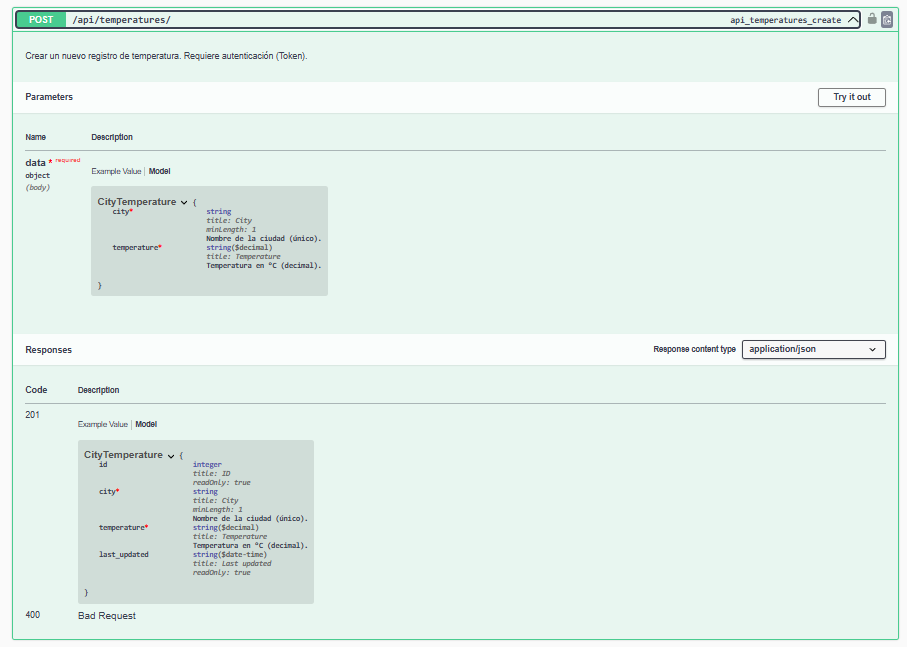 POST /api/temperatures/ api_temperatures_create
Crear un nuevo registro de temperatura. Requiere autenticación (Token).
Parameters Try it out
Name Description
data * required
object
(body)
Example Value | Model
CityTemperature {
city* string
title: City
minLength: 1
Nombre de la ciudad (único).
temperature* string($decimal)
title: Temperature
Temperatura en °C (decimal).
}
Responses Response content type application/json
Code Description
201
Example Value | Model
CityTemperature {
id integer
title: ID
readOnly: true
city* string
title: City
minLength: 1
Nombre de la ciudad (único).
temperature* string($decimal)
title: Temperature
Temperatura en °C (decimal).
last_updated string($date-time)
title: Last updated
readOnly: true
}
400 Bad Request